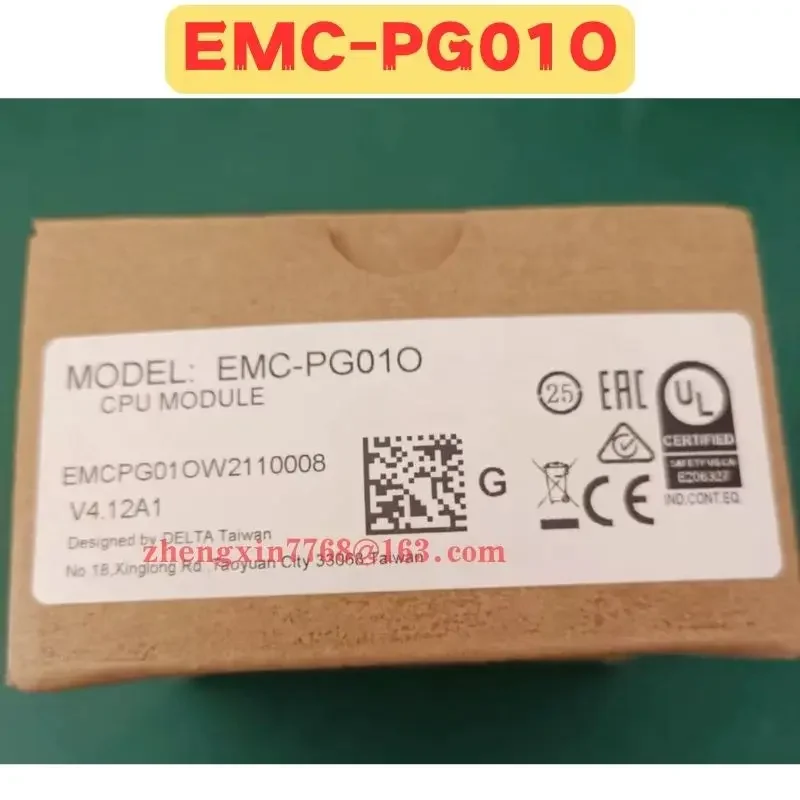 EMC-PG01O
MODEL: EMC-PG01O
CPU MODULE
EMCPG01OW2110008
V4.12A1
Designed by DELTA Taiwan
zhengxin7768@163.com
No 18,Xinglong Rd .Taoyuan City 33068,Taiwan
G
25
EAC
UL
CERTIFIED
IND.CONT.EQ.
CE